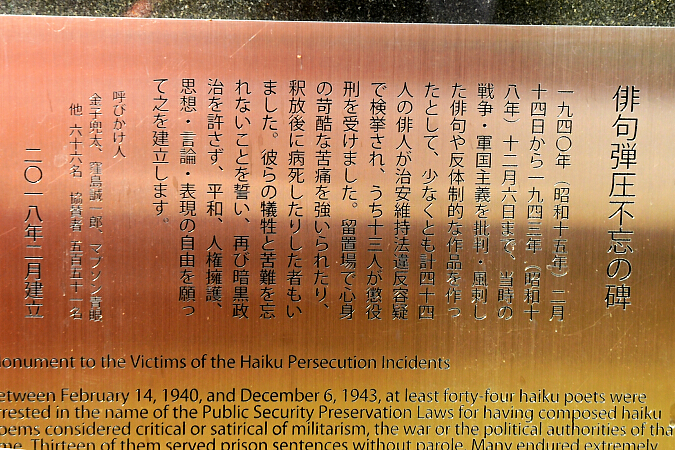 俳句弾圧不忘の碑
一九四〇年（昭和十五年）二月
十四日から一九四三年（昭和十
八年）十二月六日まで、当時の
戦争・軍国主義を批判・風刺し
た俳句や反体制的な作品を作っ
たとして、少なくとも計四十四
人の俳人が治安維持法違反容疑
で検挙され、うち十三人が懲役
刑を受けました。留置場で心身
の苛酷な苦痛を強いられたり、
釈放後に病死したりした者もい
ました。彼らの犠牲と苦難を忘
れないことを誓い、再び暗黒政
治を許さず、平和、人権擁護、
思想・言論・表現の自由を願っ
て之を建立します。
呼びかけ人
金子兜太、窪島誠一郎、マブソン青眼、
他 六十六名 協賛者 五百五十一名
二〇一八年二月建立
onument to the Victims of the Haiku Persecution Incidents
etween February 14, 1940, and December 6, 1943, at least forty-four haiku poets were
rrested in the name of the Public Security Preservation Laws for having composed haiku
oems considered critical or satirical of militarism, the war or the political authorities of tha
me. Thirteen of them served prison sentences without parole. Many endured extremely